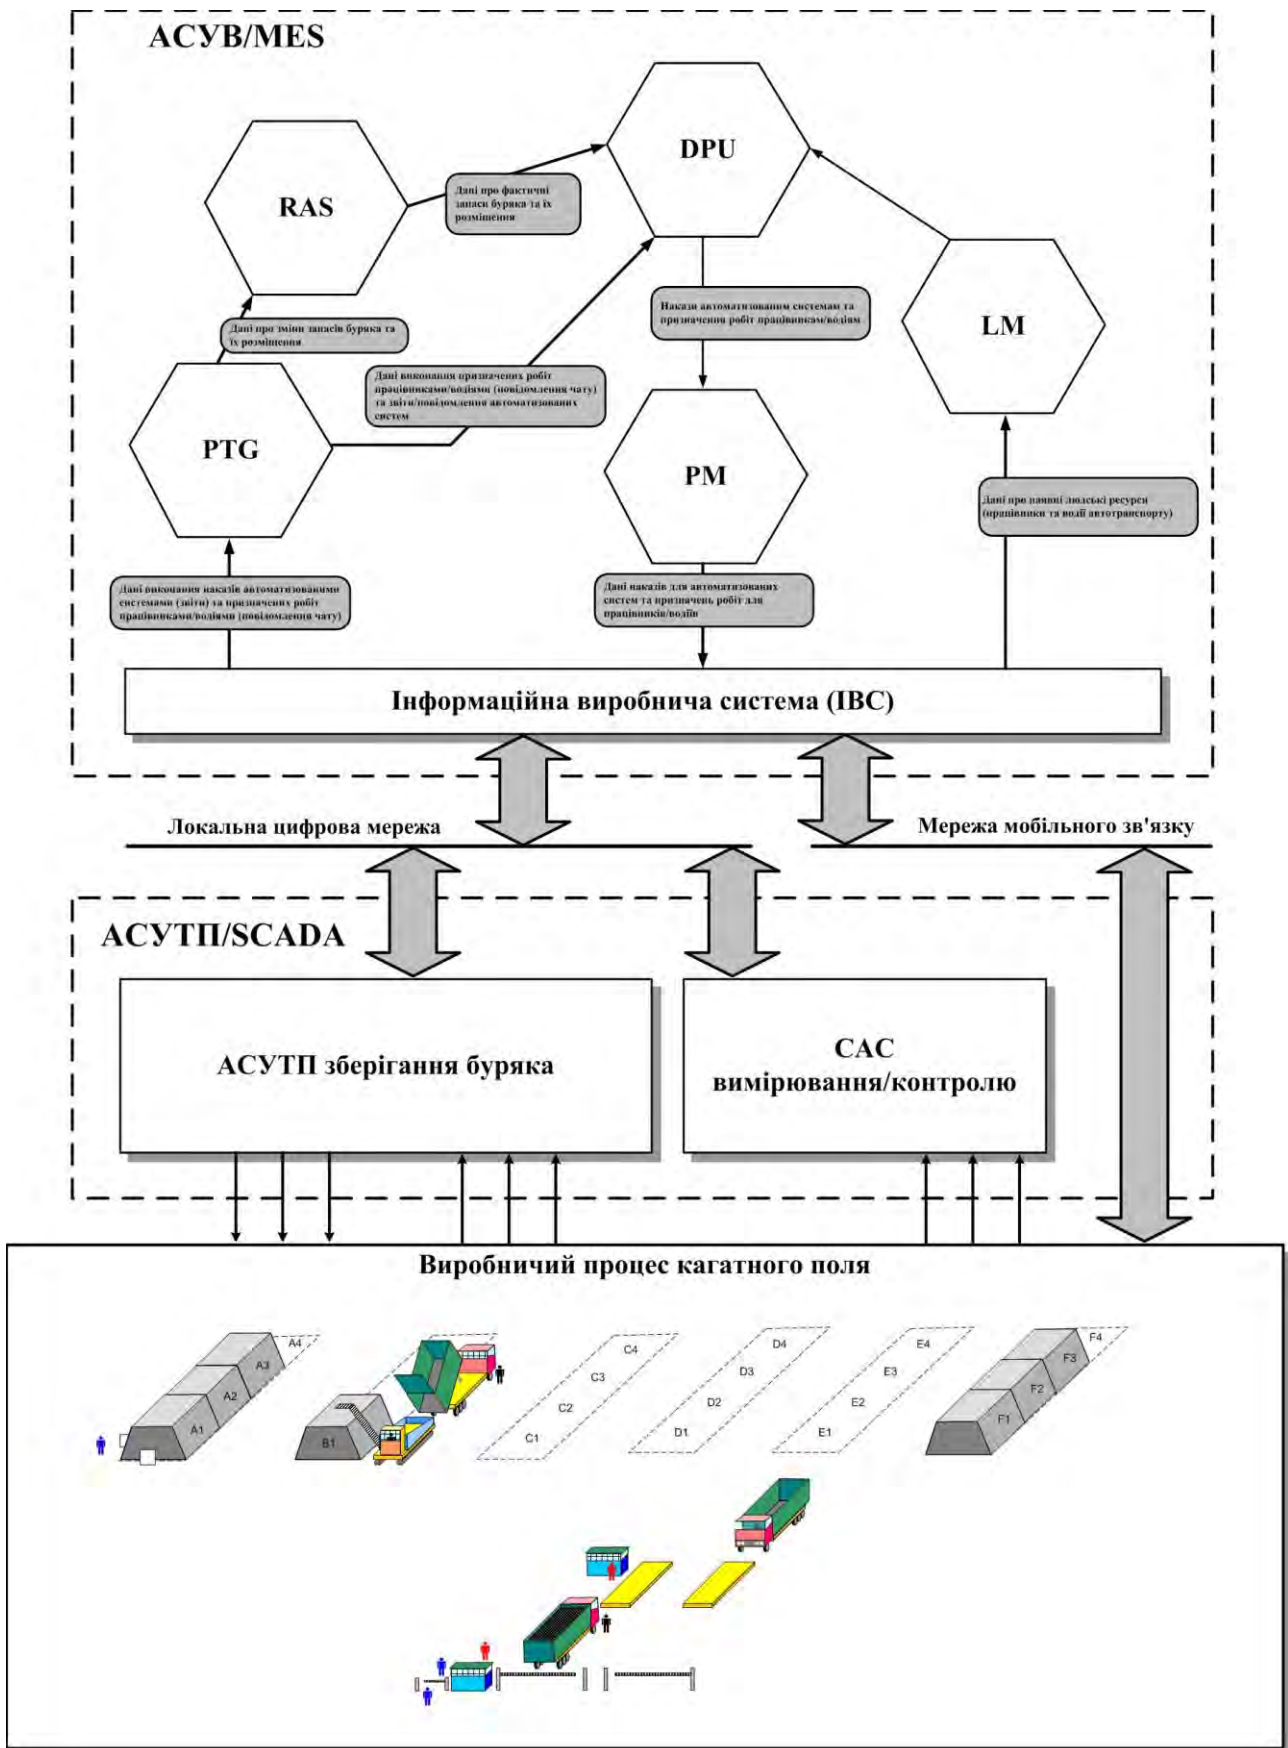 АСУВ/MES
DPU
RAS
Дані про фактичні
запаси буряка та їх
розміщення
LM
Накази автоматизованим системам та
призначення робіт працівникам/водіям
Дані про зміни запасів буряка та
їх розміщення
Дані виконання призначених робіт
працівниками/водіями (повідомлення чату)
та звіти/повідомлення автоматизованих
систем
PTG
PM
Дані про наявні людські ресурси
(працівники та водії автотранспорту)
Дані виконання наказів автоматизованими
системами (звіти) та призначених робіт
працівниками/водіями (повідомлення чату)
Дані наказів для автоматизованих
систем та призначень робіт для
працівників/водіїв
Інформаційна виробнича система (ІВС)
Локальна цифрова мережа
Мережа мобільного зв'язку
АСУТП/SCADA
АСУТП зберігання буряка
САС
вимірювання/контролю
Виробничий процес кагатного поля
A4
A3
A2
A1
B1
C4
C3
C2
C1
D4
D3
D2
D1
E4
E3
E2
E1
F4
F3
F2
F1